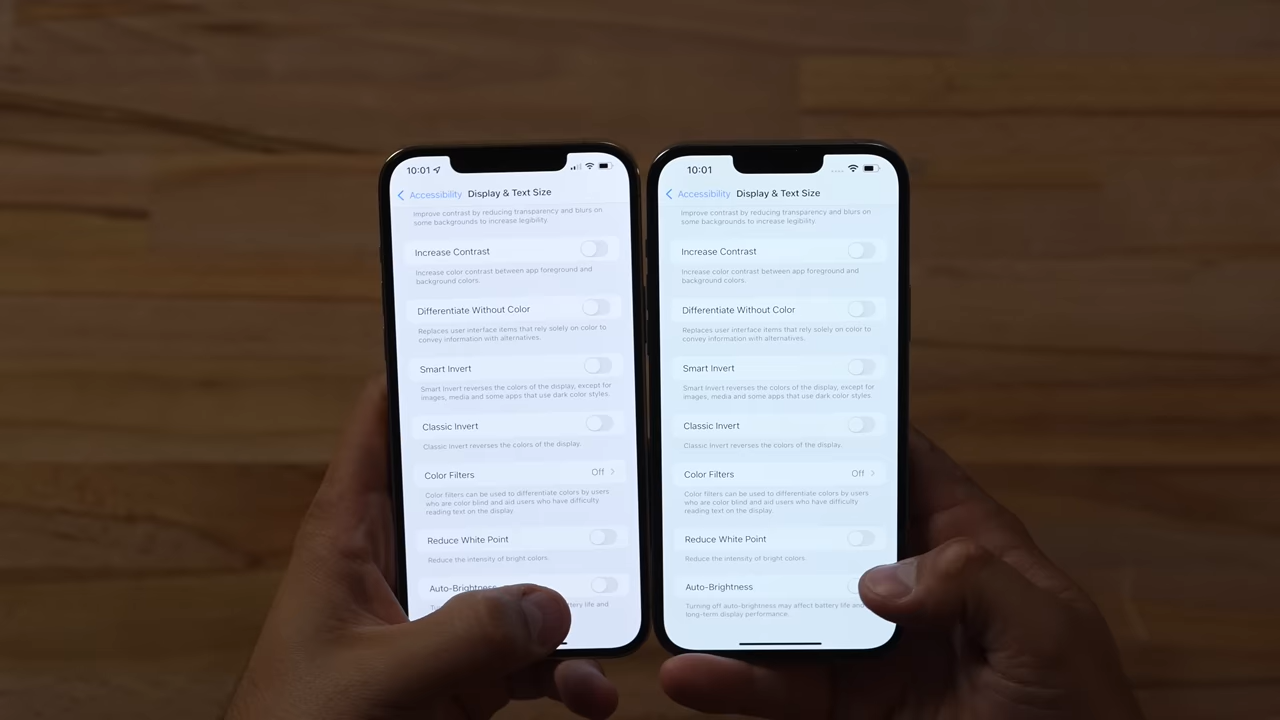 10:01
Accessibility Display & Text Size
Improve contrast by reducing transparency and blurs on
some backgrounds to increase legibility.
Increase Contrast
Increase color contrast between app foreground and
background colors.
Differentiate Without Color
Replaces user interface items that rely solely on color to
convey information with alternatives.
Smart Invert
Smart Invert reverses the colors of the display, except for
images, media and some apps that use dark color styles.
Classic Invert
Classic Invert reverses the colors of the display.
Color Filters Off
Color filters can be used to differentiate colors by users
who are color blind and aid users who have difficulty
reading text on the display.
Reduce White Point
Reduce the intensity of bright colors.
Auto-Brightness
life and
10:01
Accessibility Display & Text Size
Improve contrast by reducing transparency and blurs on
some backgrounds to increase legibility.
Increase Contrast
Increase color contrast between app foreground and
background colors.
Differentiate Without Color
Replaces user interface items that rely solely on color to
convey information with alternatives.
Smart Invert
Smart Invert reverses the colors of the display, except for
images, media and some apps that use dark color styles.
Classic Invert
Classic Invert reverses the colors of the display.
Color Filters Off
Color filters can be used to differentiate colors by users
who are color blind and aid users who have difficulty
reading text on the display.
Reduce White Point
Reduce the intensity of bright colors.
Auto-Brightness
Turning off auto-brightness may affect battery life and
long-term display performance.